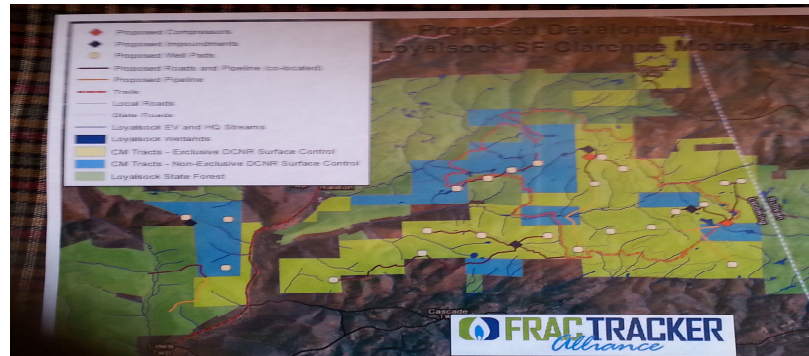 Proposed Development in the
Loyalsock SF Clarence Moore
Proposed Compressors
Proposed Impoundments
Proposed Well Pads
Proposed Roads and Pipeline (co-located)
Proposed Pipeline
Trails
Local Roads
State Roads
Loyalsock EV and HQ Streams
Loyalsock Wetlands
CM Tracts - Exclusive DCNR Surface Control
CM Tracts - Non-Exclusive DCNR Surface Control
Loyalsock State Forest
Cascade
FRACTRACKER
Alliance